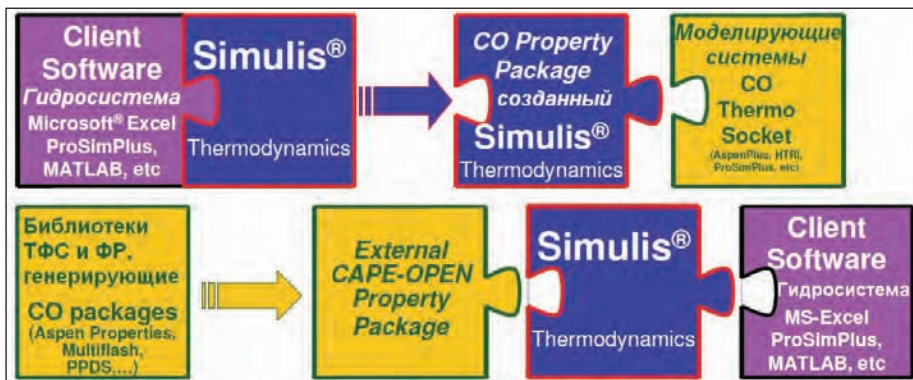 Client
Software
Гидросистема
Microsoft® Excel
ProSimPlus,
MATLAB, etc
Simulis®
Thermodynamics
CO Property
Package
созданный
Simulis®
Thermodynamics
Моделирующие
системы
CO
Thermo
Socket
(AspenPlus, HTRI,
ProSimPlus, etc)
Библиотеки
ТФС и ФР,
генерирующие
CO packages
(Aspen Properties,
Multiflash,
PPDS,...)
External
CAPE-OPEN
Property
Package
Simulis®
Thermodynamics
Client
Software
Гидросистема
MS-Excel
ProSimPlus,
MATLAB, etc